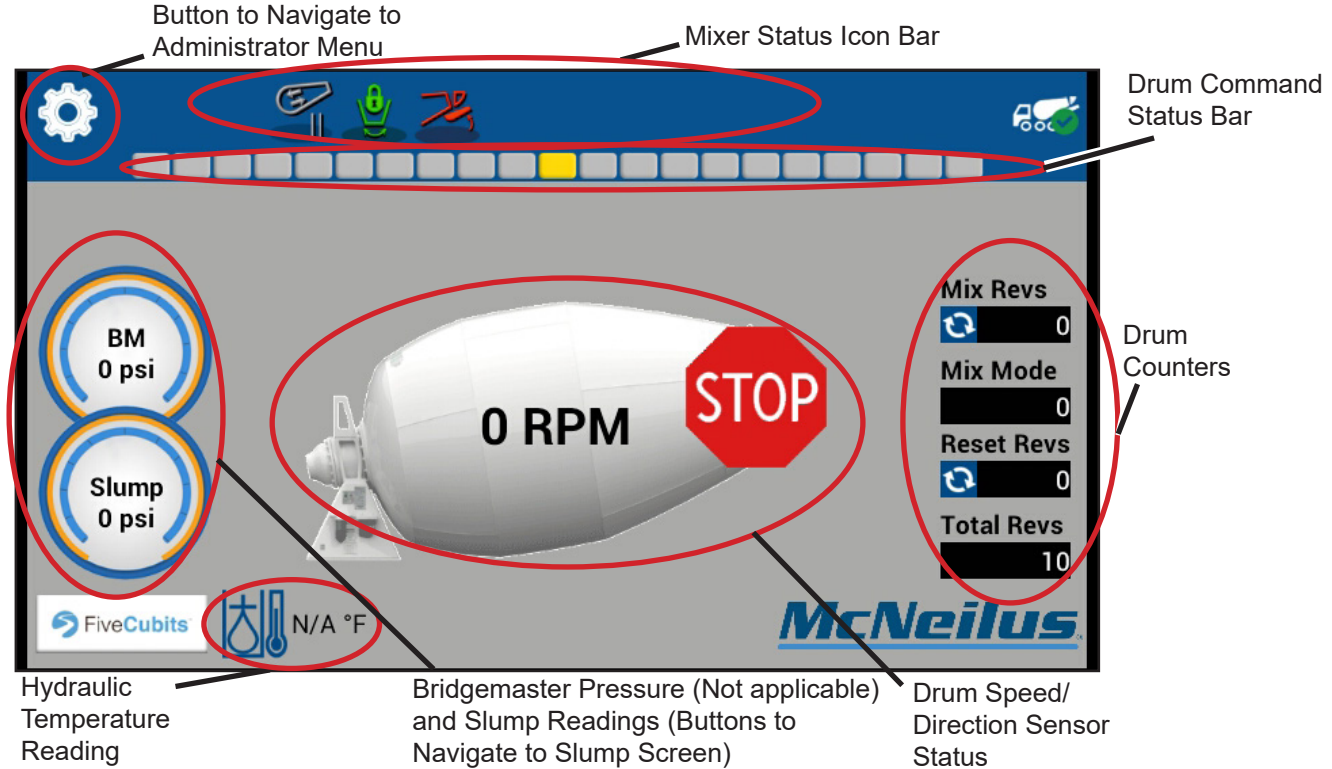 Button to Navigate to
Administrator Menu
Mixer Status Icon Bar
Drum Command
Status Bar
BM
0 psi
Slump
0 psi
0 RPM
STOP
Mix Revs
0
Mix Mode
0
Reset Revs
0
Total Revs
10
Drum
Counters
FiveCubits
N/A °F
McNeilus
Hydraulic
Temperature
Reading
Bridgemaster Pressure (Not applicable)
and Slump Readings (Buttons to
Navigate to Slump Screen)
Drum Speed/
Direction Sensor
Status